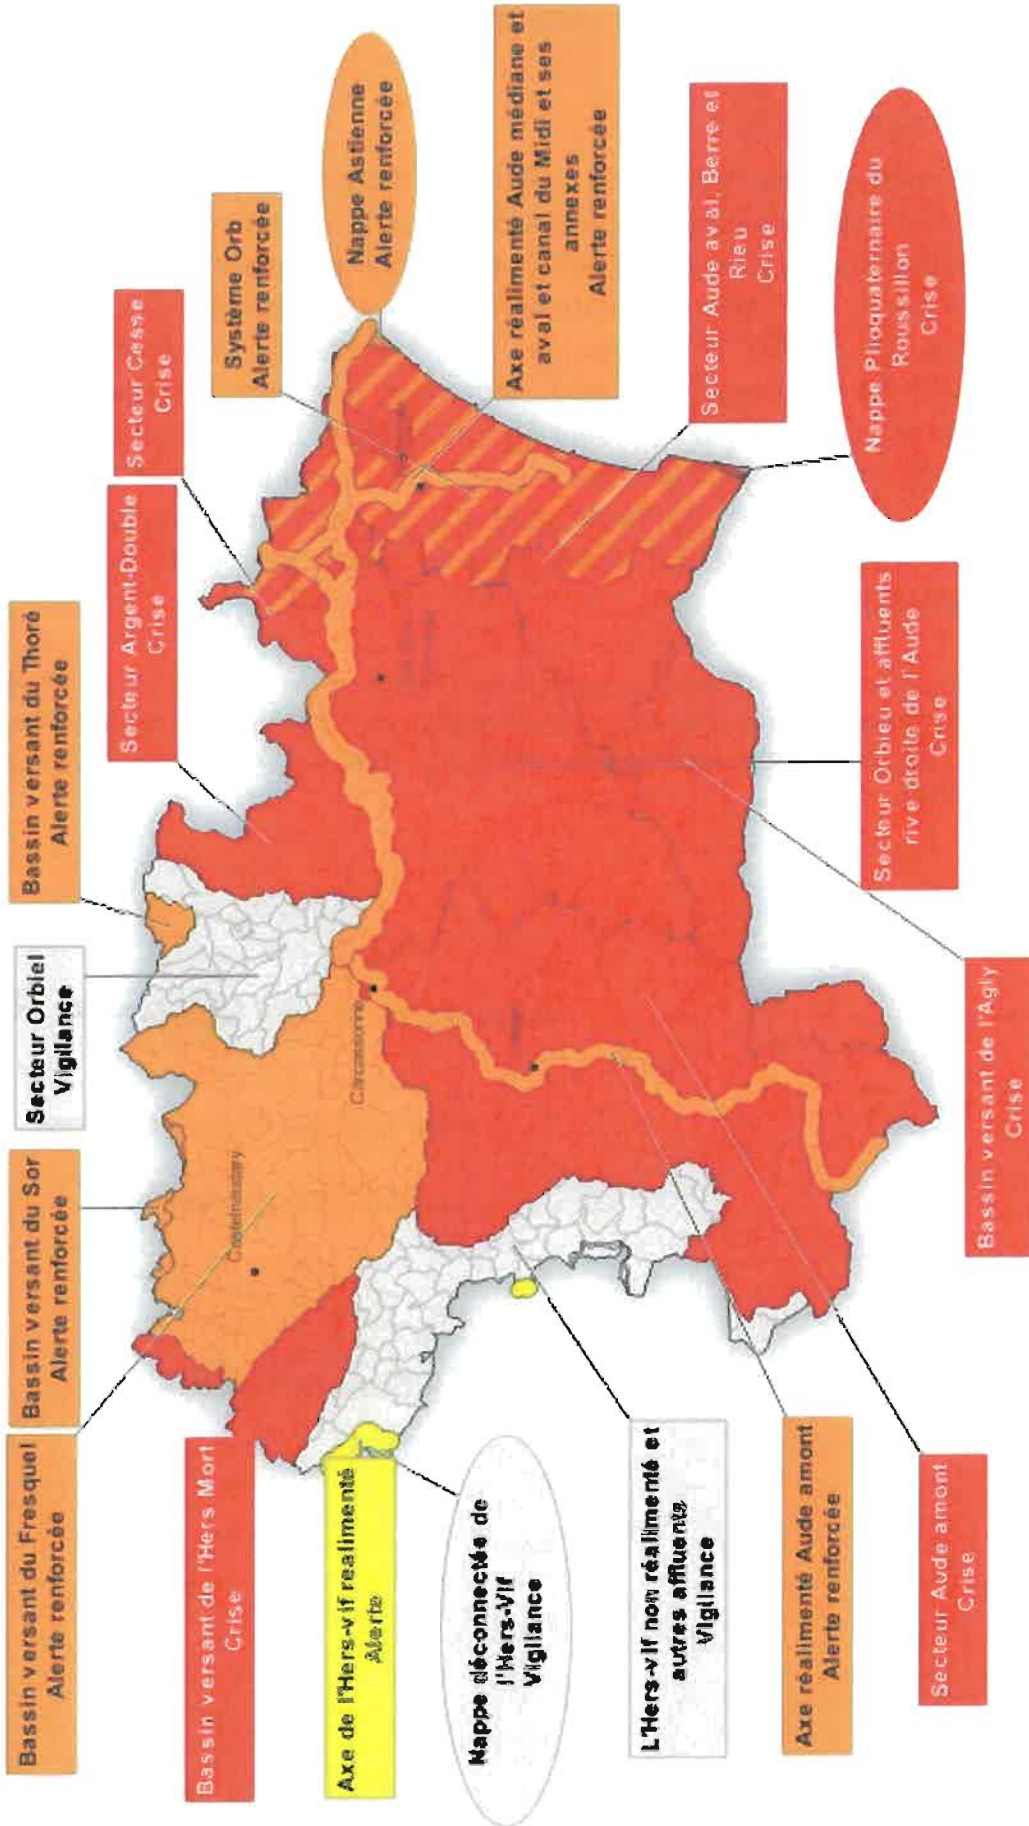 Bassin versant du Fresquel
Alerte renforcée
Bassin versant du Sor
Alerte renforcée
Secteur Orbiel
Vigilance
Bassin versant du Thoré
Alerte renforcée
Secteur Argent-Double
Crise
Secteur Cesse
Crise
Système Orb
Alerte renforcée
Nappe Astienne
Alerte renforcée
Axe réalimenté Aude médiane et
aval et canal du Midi et ses
annexes
Alerte renforcée
Secteur Aude aval, Berre et
Rieu
Crise
Nappe Plioquaternaire du
Roussillon
Crise
Bassin versant de l'Hers Mort
Crise
Axe de l'Hers-vif realimenté
Alerte
Nappe déconnectée de
l'Hers-Vif
Vigilance
L'Hers-vif non réalimenté et
autres affluents
Vigilance
Axe réalimenté Aude amont
Alerte renforcée
Secteur Aude amont
Crise
Bassin versant de l'Agly
Crise
Secteur Orbieu et affluents
rive droite de l'Aude
Crise
Castelnaudary
Carcassonne